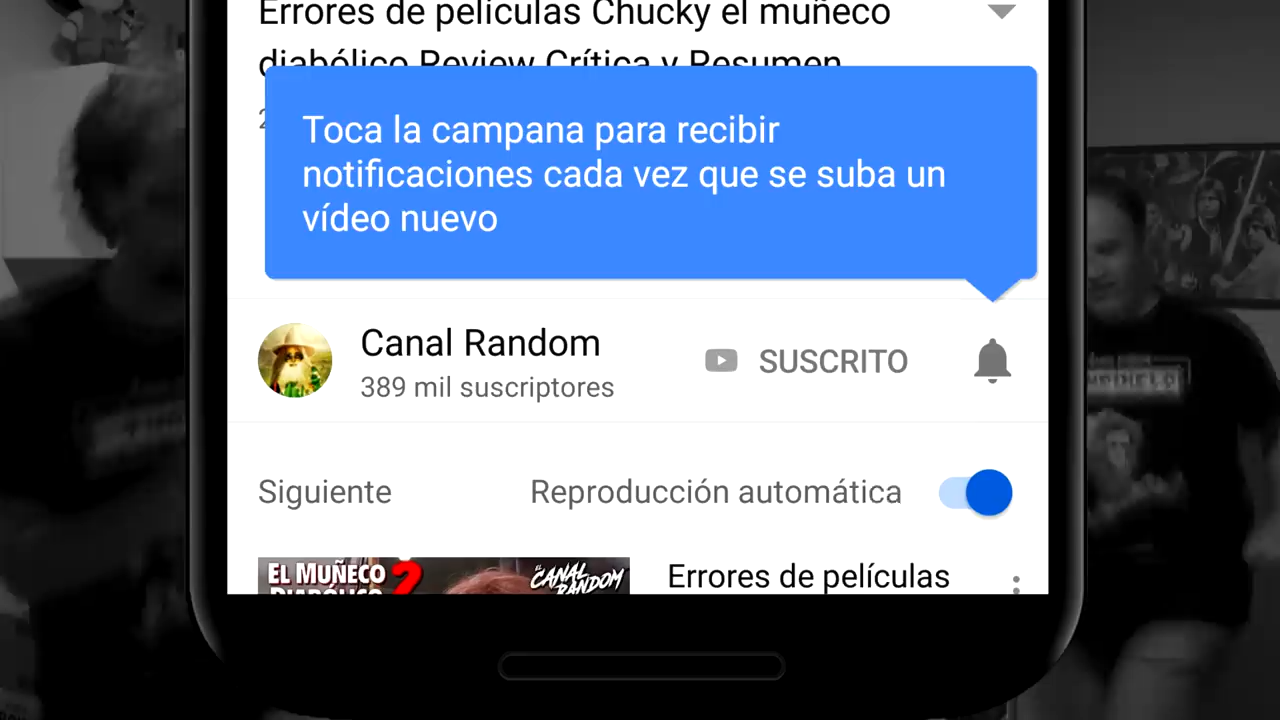 Errores de películas Chucky el muñeco
diabólico Review Crítica y Resumen
Toca la campana para recibir
notificaciones cada vez que se suba un
vídeo nuevo
Canal Random
389 mil suscriptores
SUSCRITO
Siguiente
Reproducción automática
EL MUÑECO
DIABÓLICO 2
EL CANAL
RANDOM
Errores de películas